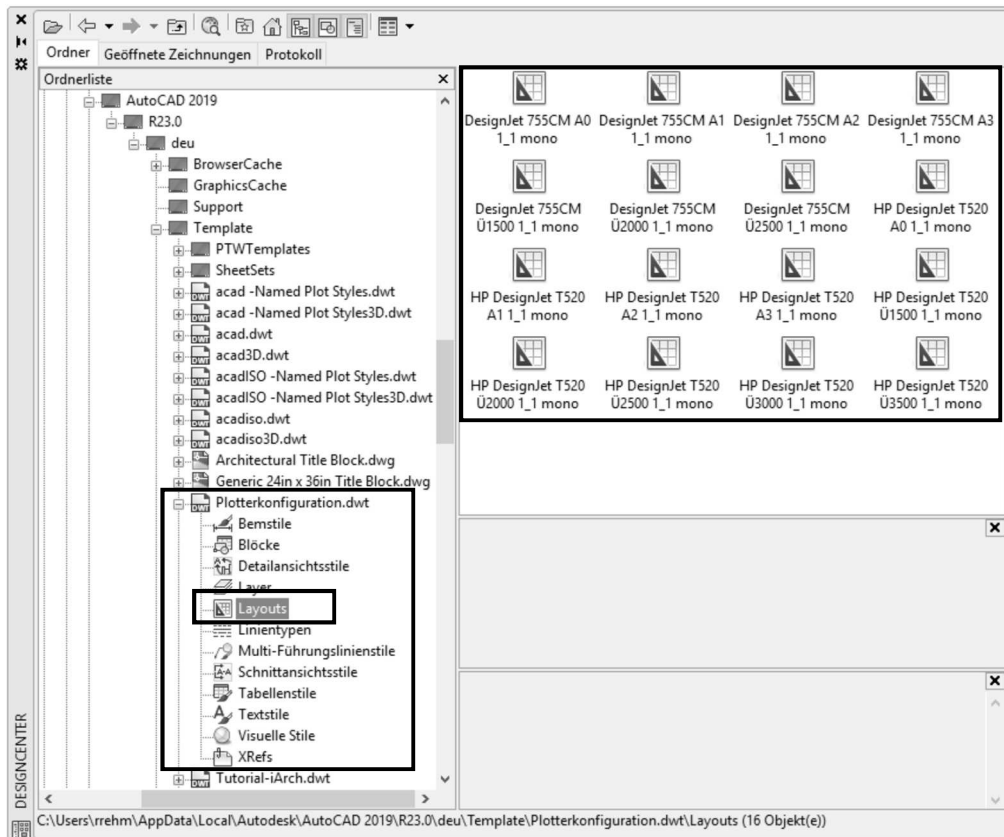 Ordner Geöffnete Zeichnungen Protokoll
Ordnerliste
AutoCAD 2019
R23.0
deu
BrowserCache
GraphicsCache
Support
Template
PTWTemplates
SheetSets
acad -Named Plot Styles.dwt
acad -Named Plot Styles3D.dwt
acad.dwt
acad3D.dwt
acadISO -Named Plot Styles.dwt
acadISO -Named Plot Styles3D.dwt
acadiso.dwt
acadiso3D.dwt
Architectural Title Block.dwg
Generic 24in x 36in Title Block.dwg
Plotterkonfiguration.dwt
Bemstile
Blöcke
Detailansichtsstile
Layer
Layouts
Linientypen
Multi-Führungslinienstile
Schnittansichtsstile
Tabellenstile
Textstile
Visuelle Stile
XRefs
Tutorial-iArch.dwt
DesignJet 755CM A0 DesignJet 755CM A1 DesignJet 755CM A2 DesignJet 755CM A3
1_1 mono 1_1 mono 1_1 mono 1_1 mono
DesignJet 755CM DesignJet 755CM DesignJet 755CM HP DesignJet T520
Ü1500 1_1 mono Ü2000 1_1 mono Ü2500 1_1 mono A0 1_1 mono
HP DesignJet T520 HP DesignJet T520 HP DesignJet T520 HP DesignJet T520
A1 1_1 mono A2 1_1 mono A3 1_1 mono Ü1500 1_1 mono
HP DesignJet T520 HP DesignJet T520 HP DesignJet T520 HP DesignJet T520
Ü2000 1_1 mono Ü2500 1_1 mono Ü3000 1_1 mono Ü3500 1_1 mono
DESIGNCENTER
C:\Users\rrehm\AppData\Local\Autodesk\AutoCAD 2019\R23.0\deu\Template\Plotterkonfiguration.dwt\Layouts (16 Objekt(e))